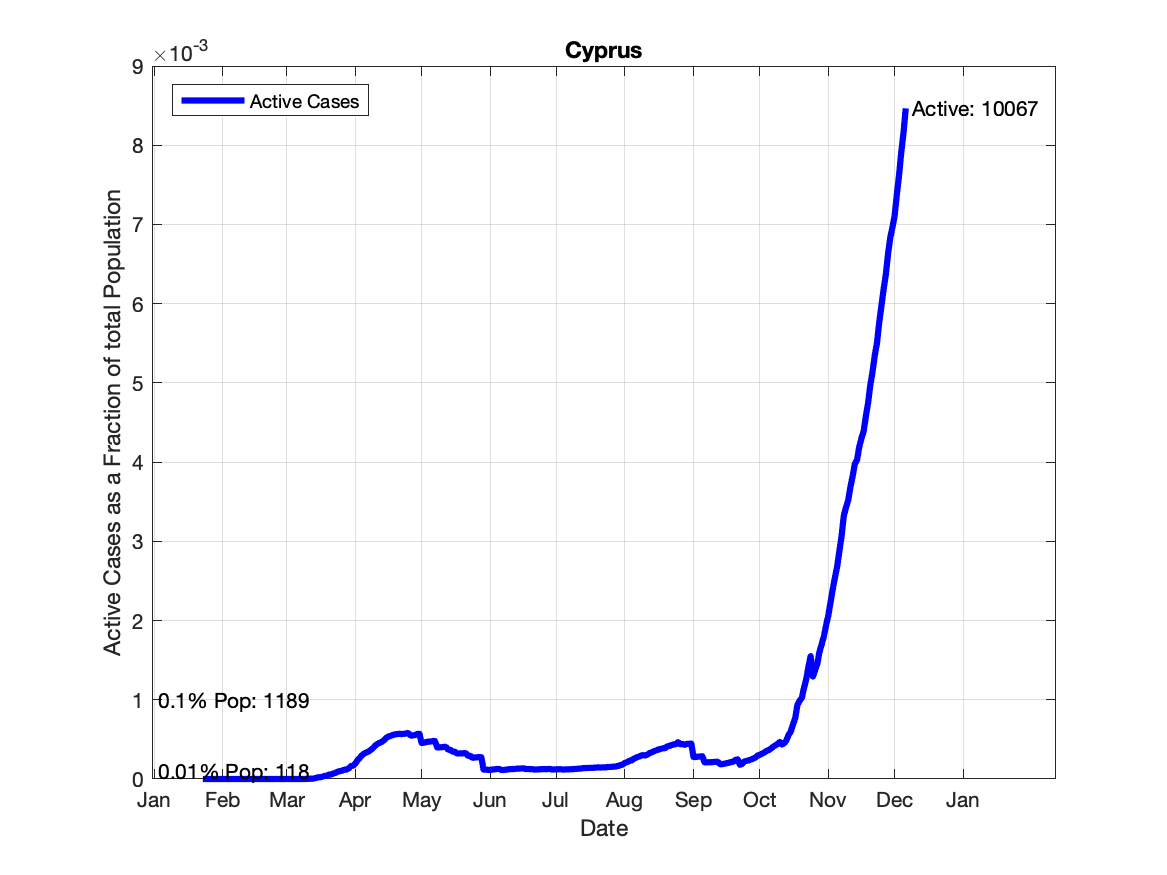 Cyprus
×10-3
9
8
7
6
5
4
3
2
1
0
Active Cases as a Fraction of total Population
Active Cases
Active: 10067
0.1% Pop: 1189
0.01% Pop: 118
Jan Feb Mar Apr May Jun Jul Aug Sep Oct Nov Dec Jan
Date